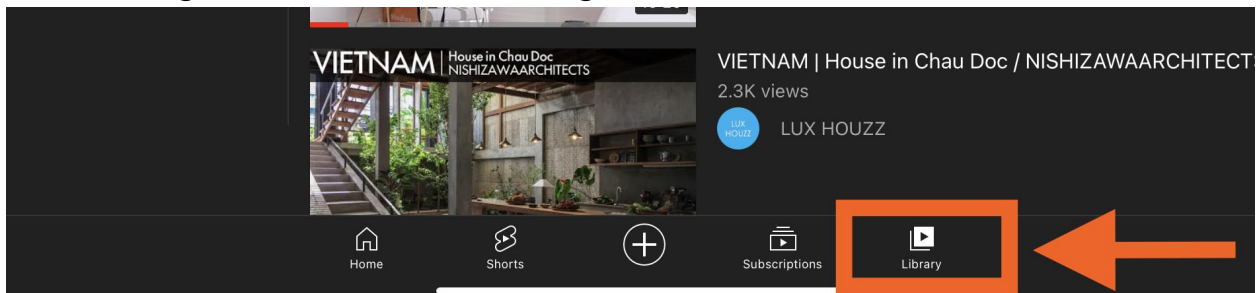 VIETNAM | House in Chau Doc
NISHIZAWAARCHITECTS
VIETNAM | House in Chau Doc / NISHIZAWAARCHITECTS
2.3K views
LUX HOUZZ
LUX HOUZZ
Home
Shorts
Subscriptions
Library